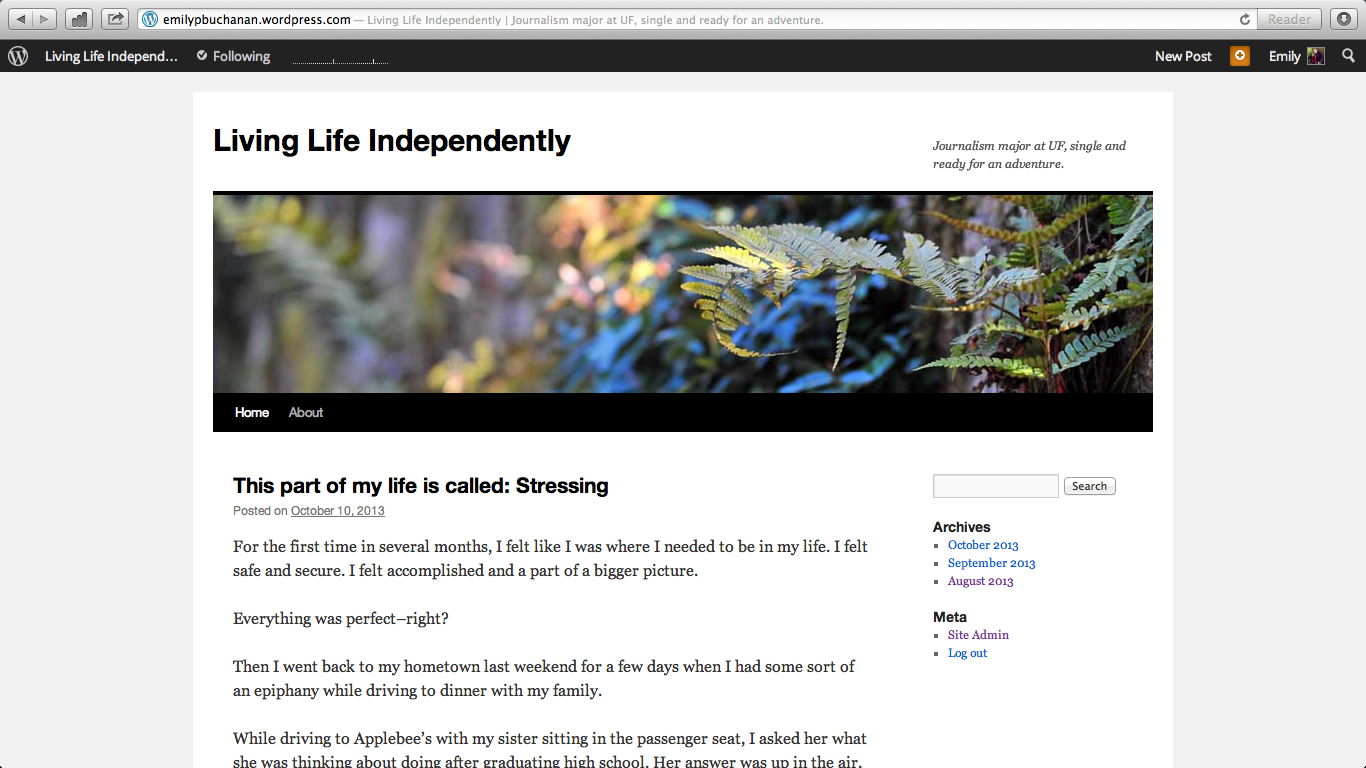 emilypbuchanan.wordpress.com — Living Life Independently | Journalism major at UF, single and ready for an adventure.
Reader
Living Life Independ…
Following
New Post
Emily
Living Life Independently
Journalism major at UF, single and
ready for an adventure.
Home
About
This part of my life is called: Stressing
Posted on October 10, 2013
For the first time in several months, I felt like I was where I needed to be in my life. I felt
safe and secure. I felt accomplished and a part of a bigger picture.
Everything was perfect–right?
Then I went back to my hometown last weekend for a few days when I had some sort of
an epiphany while driving to dinner with my family.
While driving to Applebee’s with my sister sitting in the passenger seat, I asked her what
she was thinking about doing after graduating high school. Her answer was up in the air,
Search
Archives
October 2013
September 2013
August 2013
Meta
Site Admin
Log out